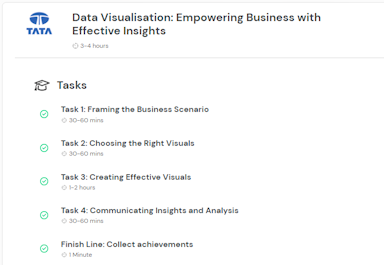 Data Visualisation: Empowering Business with
Effective Insights
TATA
3-4 hours
Tasks
Task 1: Framing the Business Scenario
30-60 mins
Task 2: Choosing the Right Visuals
30-60 mins
Task 3: Creating Effective Visuals
1-2 hours
Task 4: Communicating Insights and Analysis
30-60 mins
Finish Line: Collect achievements
1 Minute